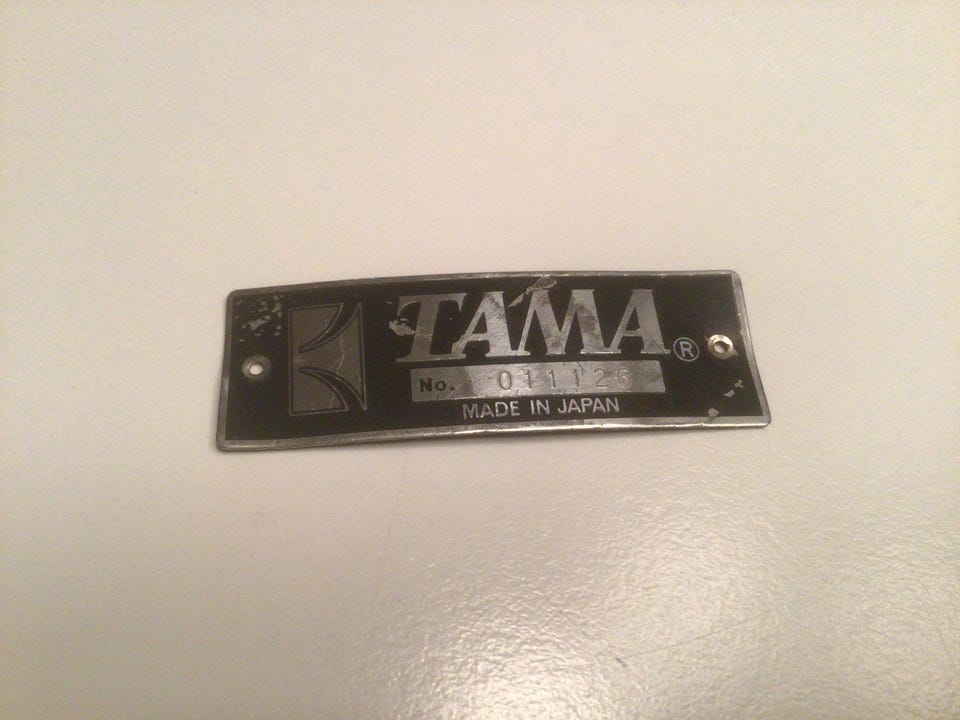 TAMA ®
No. 011126
MADE IN JAPAN